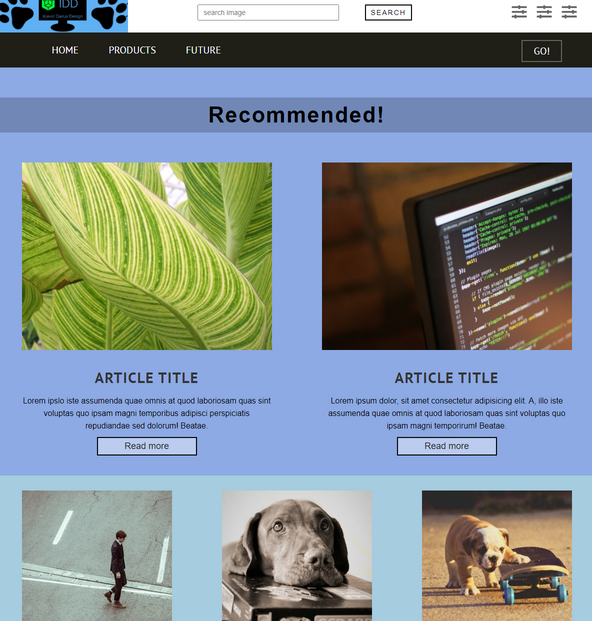 IDD
search image
SEARCH
HOME PRODUCTS FUTURE GO!
Recommended!
ARTICLE TITLE
Lorem ipslo iste assumenda quae omnis at quod laboriosam quas sint
voluptas quo ipsam magni temporibus adipisci perspiciatis
repudiandae sed dolorum! Beatae.
Read more
ARTICLE TITLE
Lorem ipsum dolor, sit amet consectetur adipisicing elit. A, illo iste
assumenda quae omnis at quod laboriosam quas sint voluptas quo
ipsam magni temporirum! Beatae.
Read more